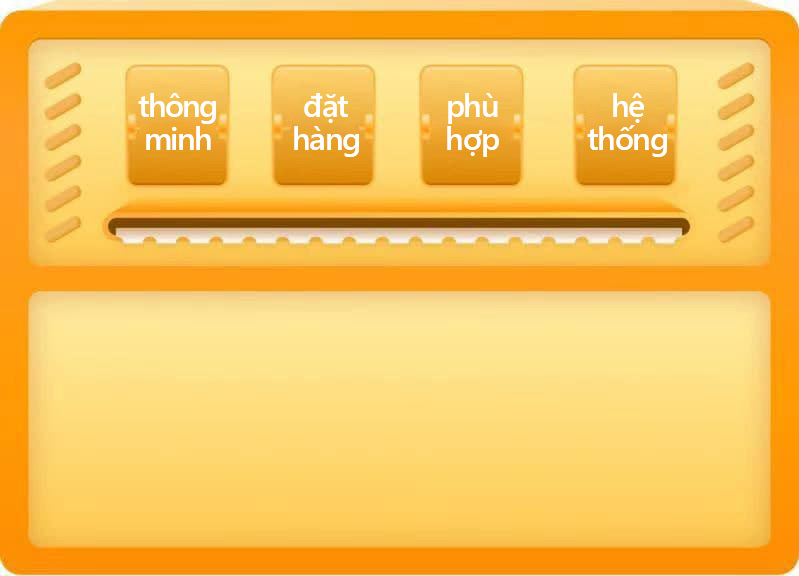 thông
minh
đặt
hàng
phù
hợp
hệ
thống